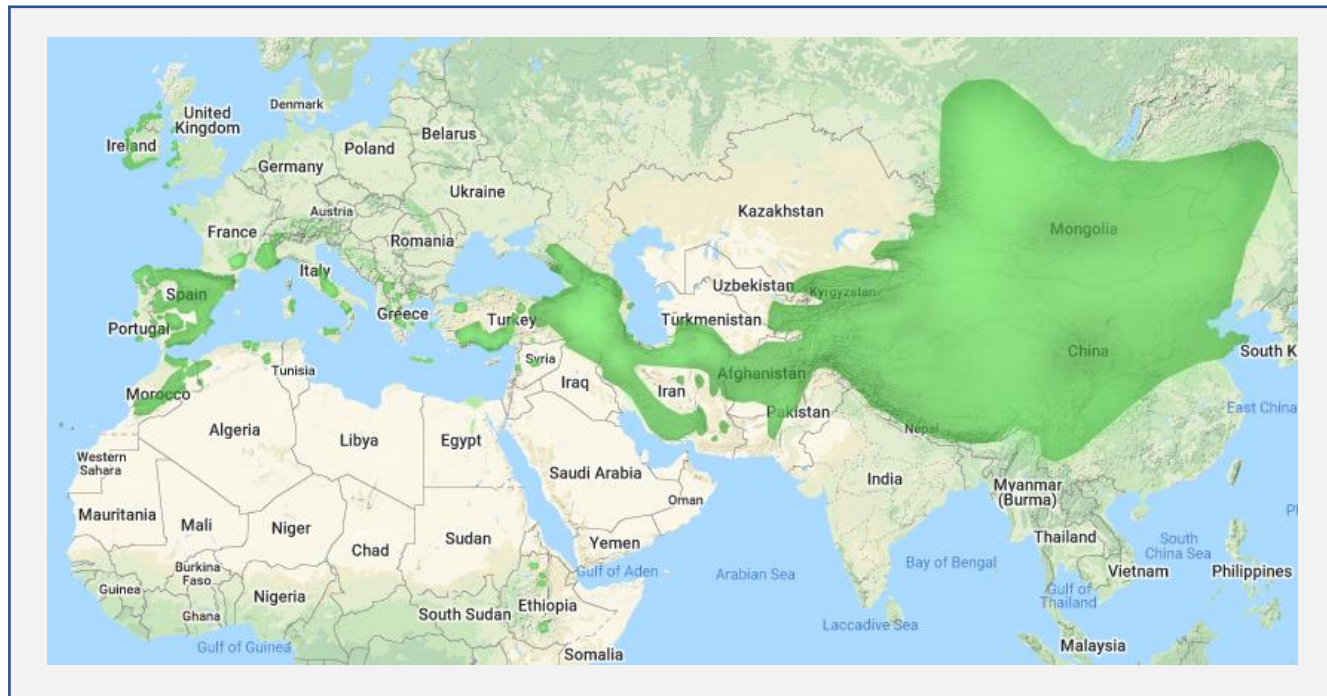 Denmark
United
Kingdom
Ireland
Belarus
Poland
Germany
Ukraine
Kazakhstan
Austria
France
Romania
Mongolia
Italy
Uzbekistan
Kyrgyzstan
Spain
Greece
Turkey
Türkmenistan
Portugal
China
South K
Syria
Afghanistan
Tunisia
Iraq
Iran
Morocco
Pakistan
East China
Algeria
Libya
Egypt
Nepal
Western
Sahara
Saudi Arabia
India
Myanmar
(Burma)
Oman
Mauritania
Mali
Niger
Chad
Sudan
Yemen
Thailand
South
China Sea
Bay of Bengal
Gulf of Aden
Arabian Sea
Vietnam
Philippines
Burkina
Faso
Guinea
Nigeria
Ghana
South Sudan
Ethiopia
Gulf of
Thailand
Laccadive Sea
Gulf of Guinea
Somalia
Malaysia